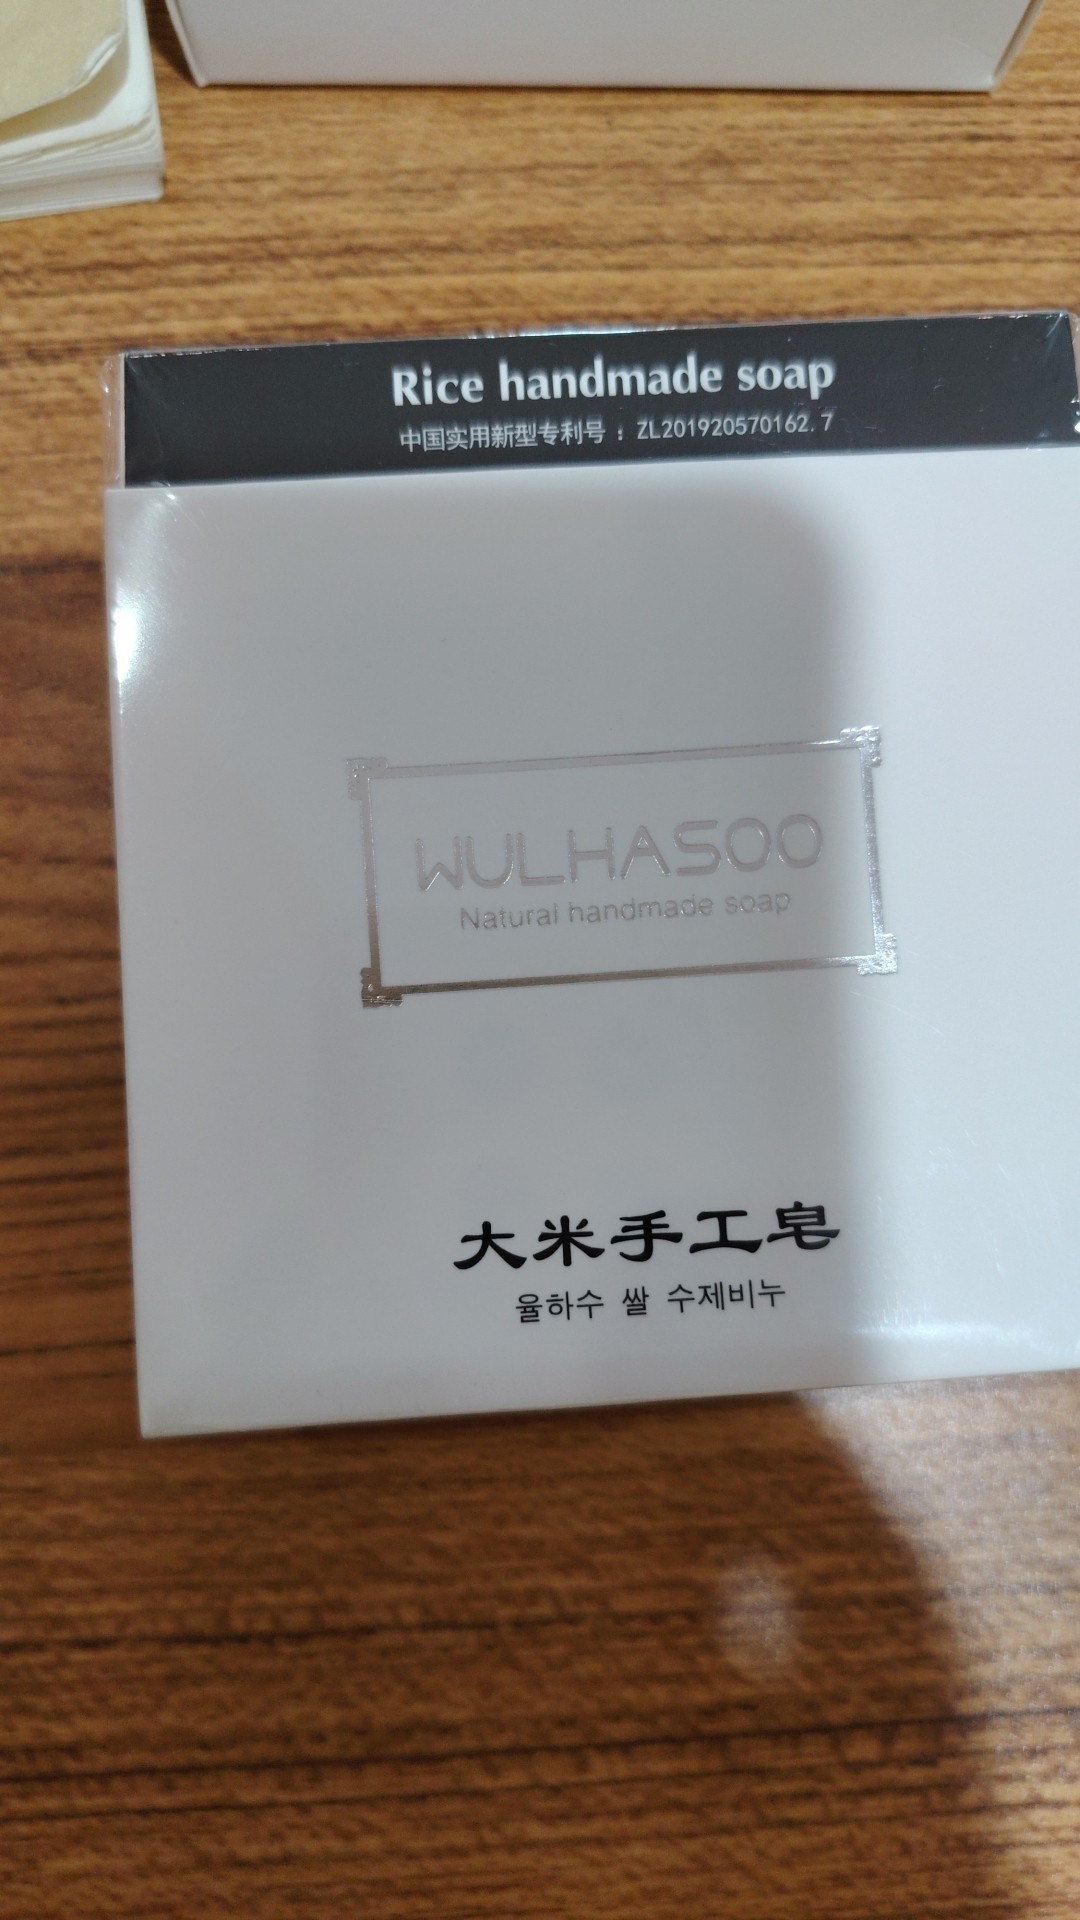 Rice handmade soap
中国实用新型专利号：ZL201920570162.7
WULHASOO
Natural handmade soap
大米手工皂
율하수 쌀 수제비누